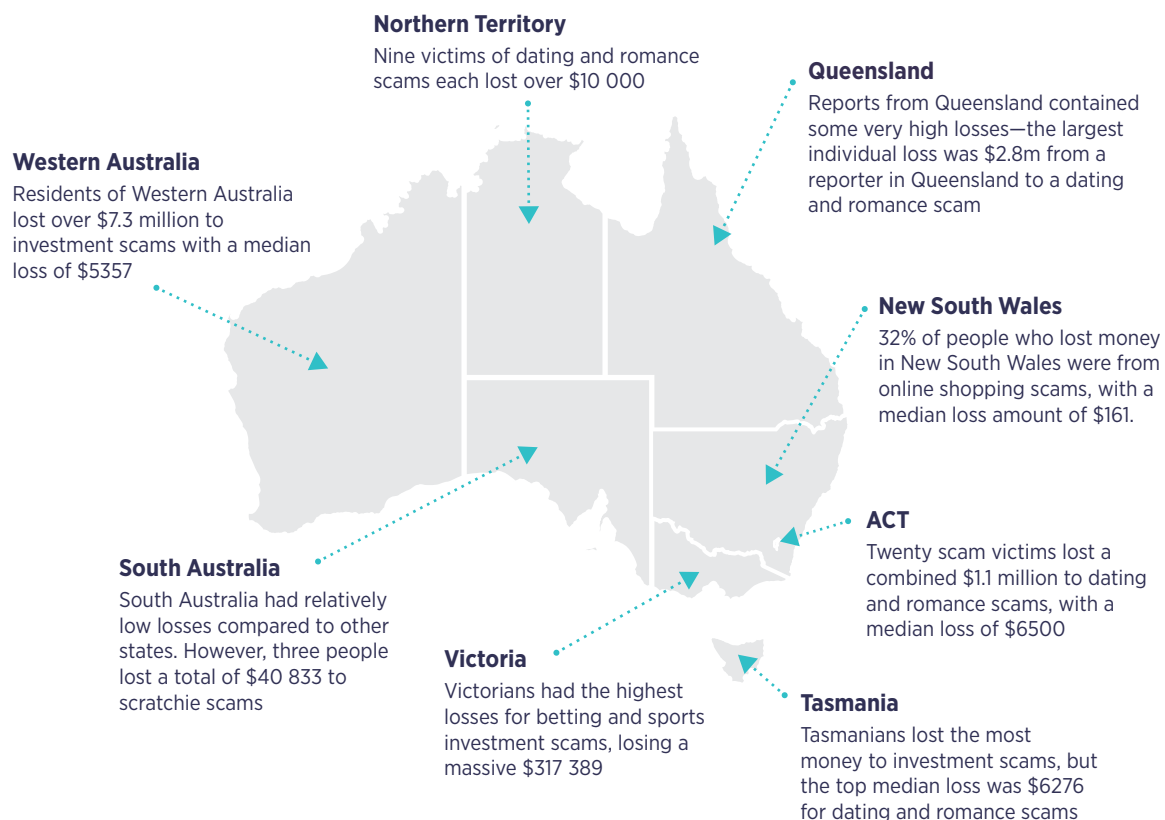 Northern Territory
Nine victims of dating and romance
scams each lost over $10 000
Queensland
Reports from Queensland contained
some very high losses—the largest
individual loss was $2.8m from a
reporter in Queensland to a dating
and romance scam
Western Australia
Residents of Western Australia
lost over $7.3 million to
investment scams with a median
loss of $5357
New South Wales
32% of people who lost money
in New South Wales were from
online shopping scams, with a
median loss amount of $161.
ACT
Twenty scam victims lost a
combined $1.1 million to dating
and romance scams, with a
median loss of $6500
South Australia
South Australia had relatively
low losses compared to other
states. However, three people
lost a total of $40 833 to
scratchie scams
Victoria
Victorians had the highest
losses for betting and sports
investment scams, losing a
massive $317 389
Tasmania
Tasmanians lost the most
money to investment scams, but
the top median loss was $6276
for dating and romance scams